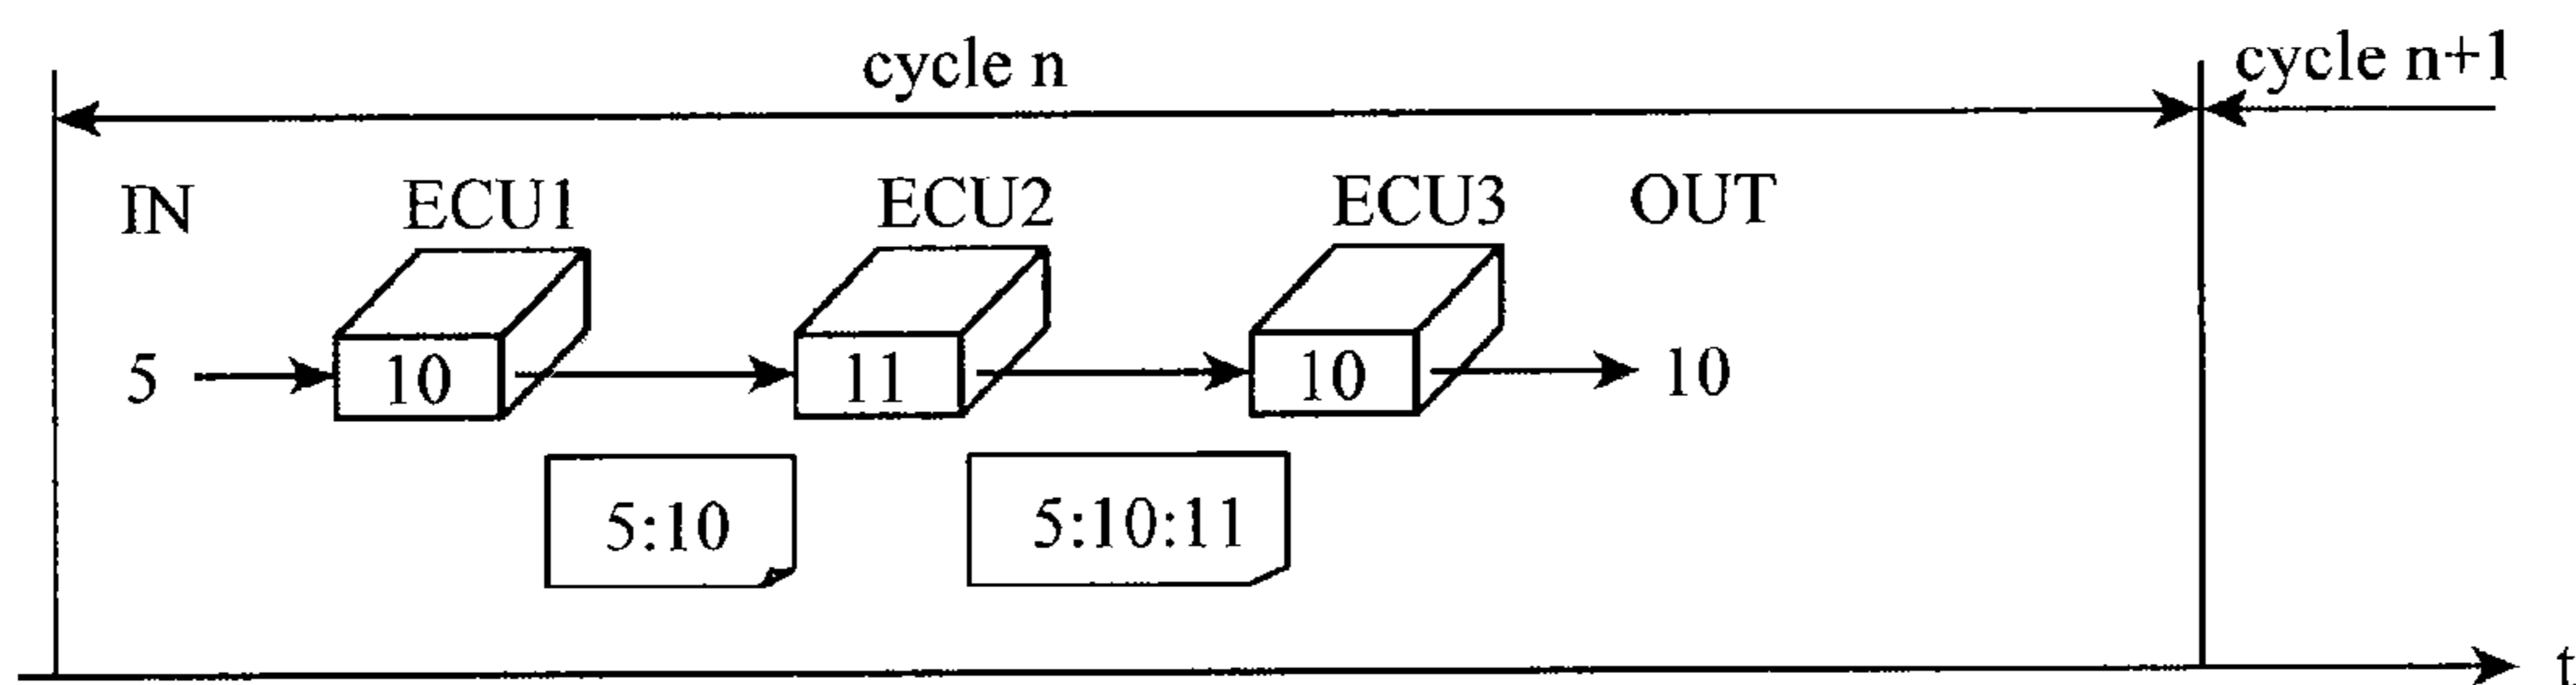 cycle n cycle n+1
IN ECU1 ECU2 ECU3 OUT
5 10 11 10 10
5:10 5:10:11
t